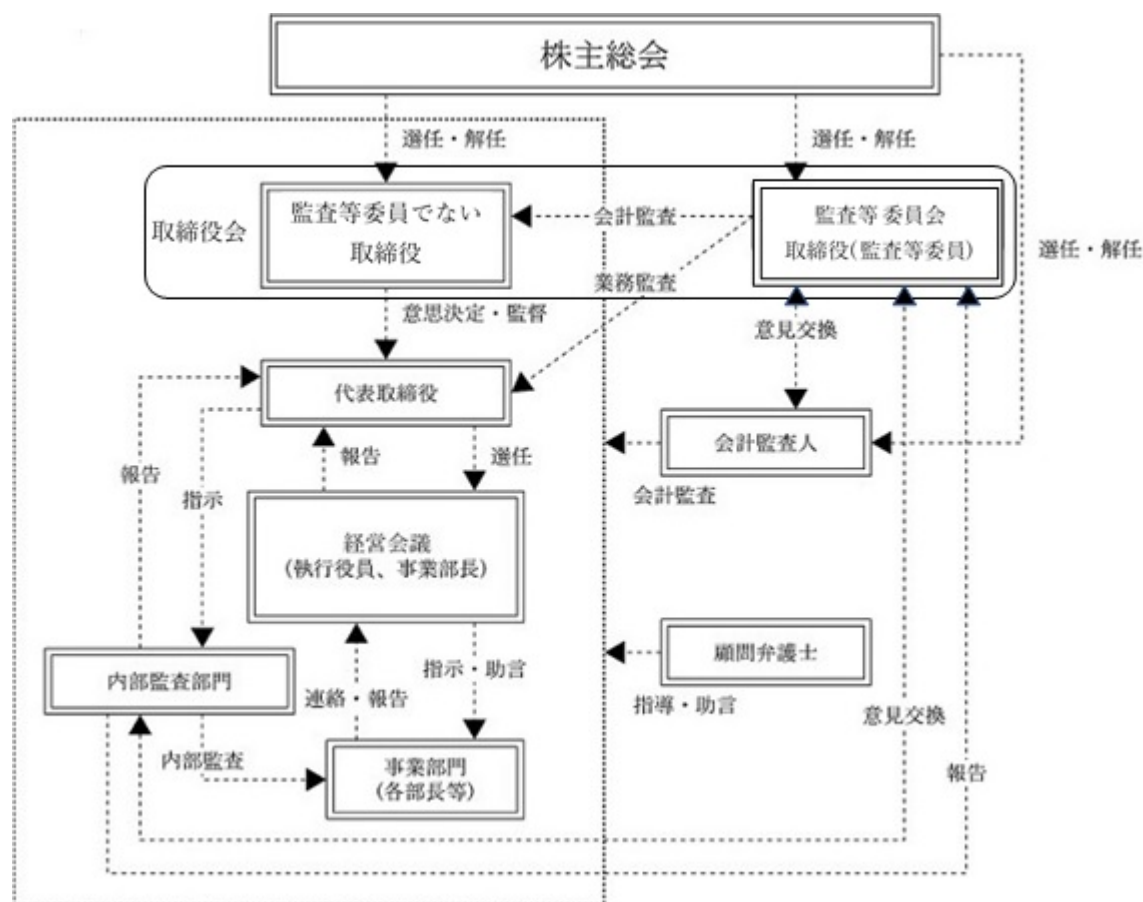 株主総会
選任・解任
選任・解任
取締役会
監査等委員でない
取締役
会計監査
監査等委員会
取締役(監査等委員)
選任・解任
業務監査
意思決定・監督
意見交換
代表取締役
会計監査人
報告
選任
報告
指示
会計監査
経営会議
(執行役員、事業部長)
顧問弁護士
内部監査部門
指示・助言
連絡・報告
指導・助言
意見交換
内部監査
事業部門
(各部長等)
報告